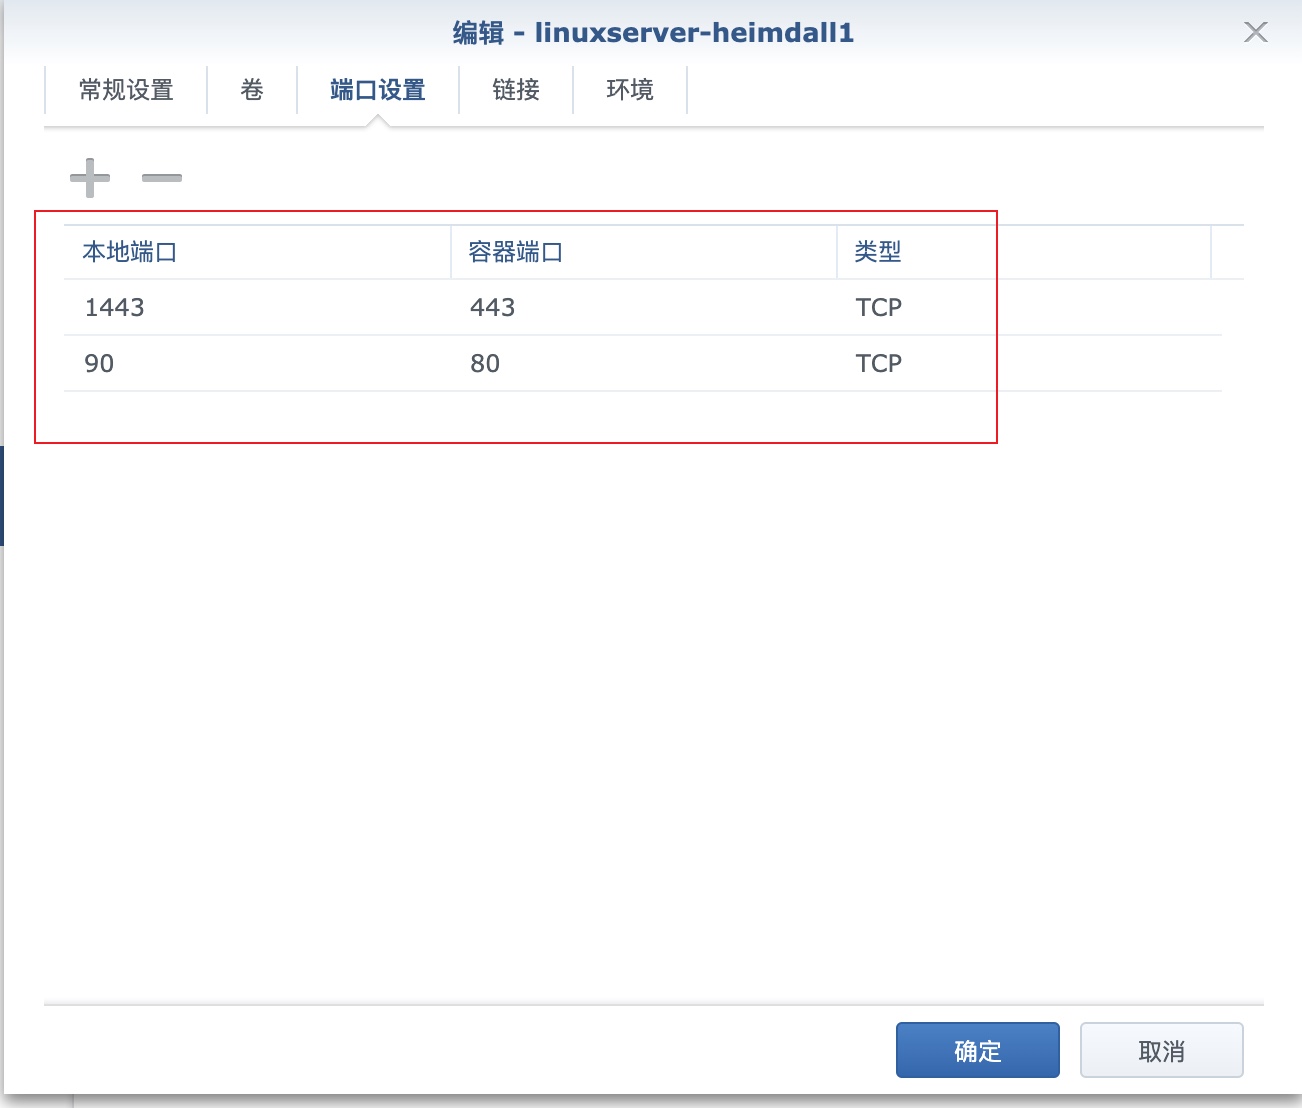 编辑 - linuxserver-heimdall1
常规设置 卷 端口设置 链接 环境
本地端口 容器端口 类型
1443 443 TCP
90 80 TCP
确定 取消